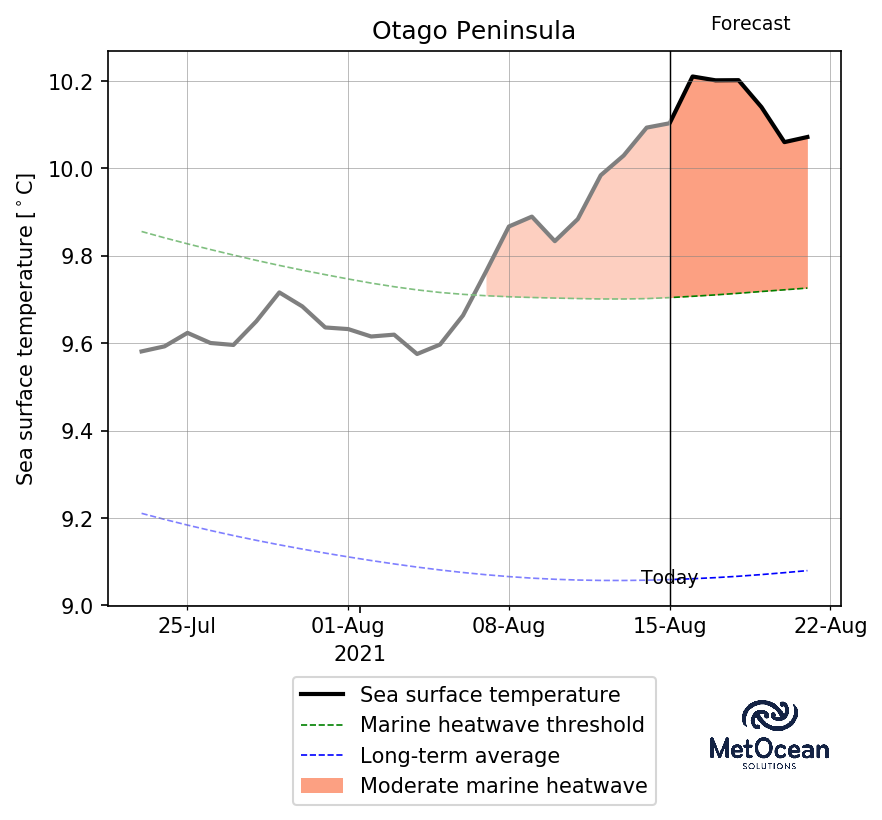 Forecast
Otago Peninsula
Sea surface temperature [°C]
10.2
10.0
9.8
9.6
9.4
9.2
9.0
Today
25-Jul 01-Aug 08-Aug 15-Aug 22-Aug
2021
Sea surface temperature
Marine heatwave threshold
Long-term average
Moderate marine heatwave
MetOcean
SOLUTIONS